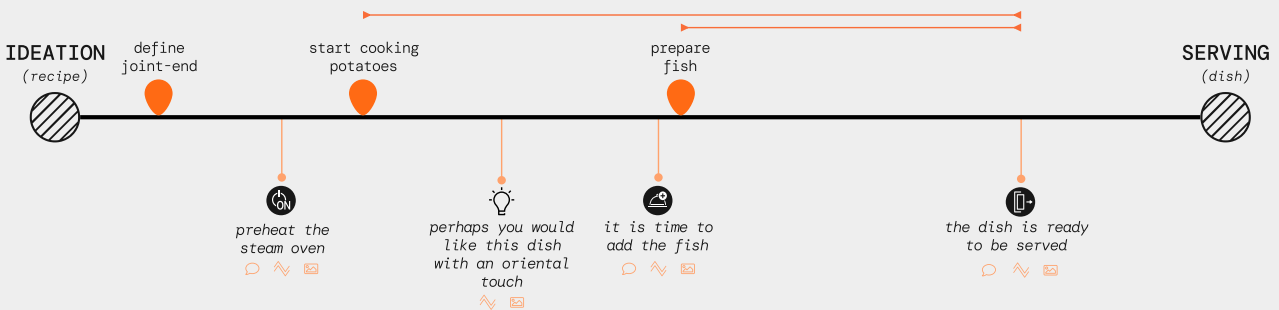 IDEATION
(recipe)
define
joint-end
start cooking
potatoes
prepare
fish
SERVING
(dish)
ON
preheat the
steam oven
perhaps you would
like this dish
with an oriental
touch
it is time to
add the fish
the dish is ready
to be served